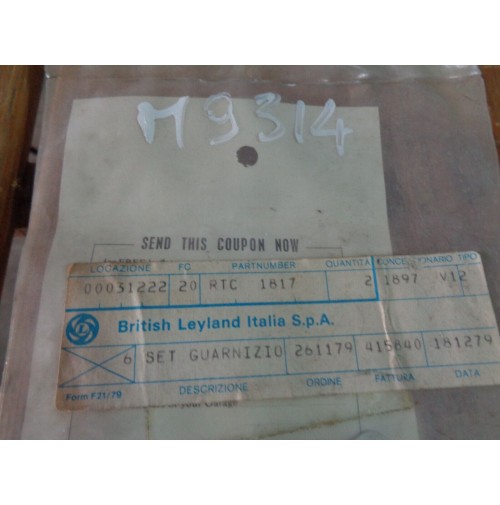 M9314
SEND THIS COUPON NOW
LOCAZIONE FC PARTNUMBER QUANTITA CONCESSIONARIO TIPO
00031222 20 RTC 1817 2 1897 V12
British Leyland Italia S.p.A.
6 SET GUARNIZIO 261179 415840 181279
Form F21/79 DESCRIZIONE ORDINE FATTURA DATA